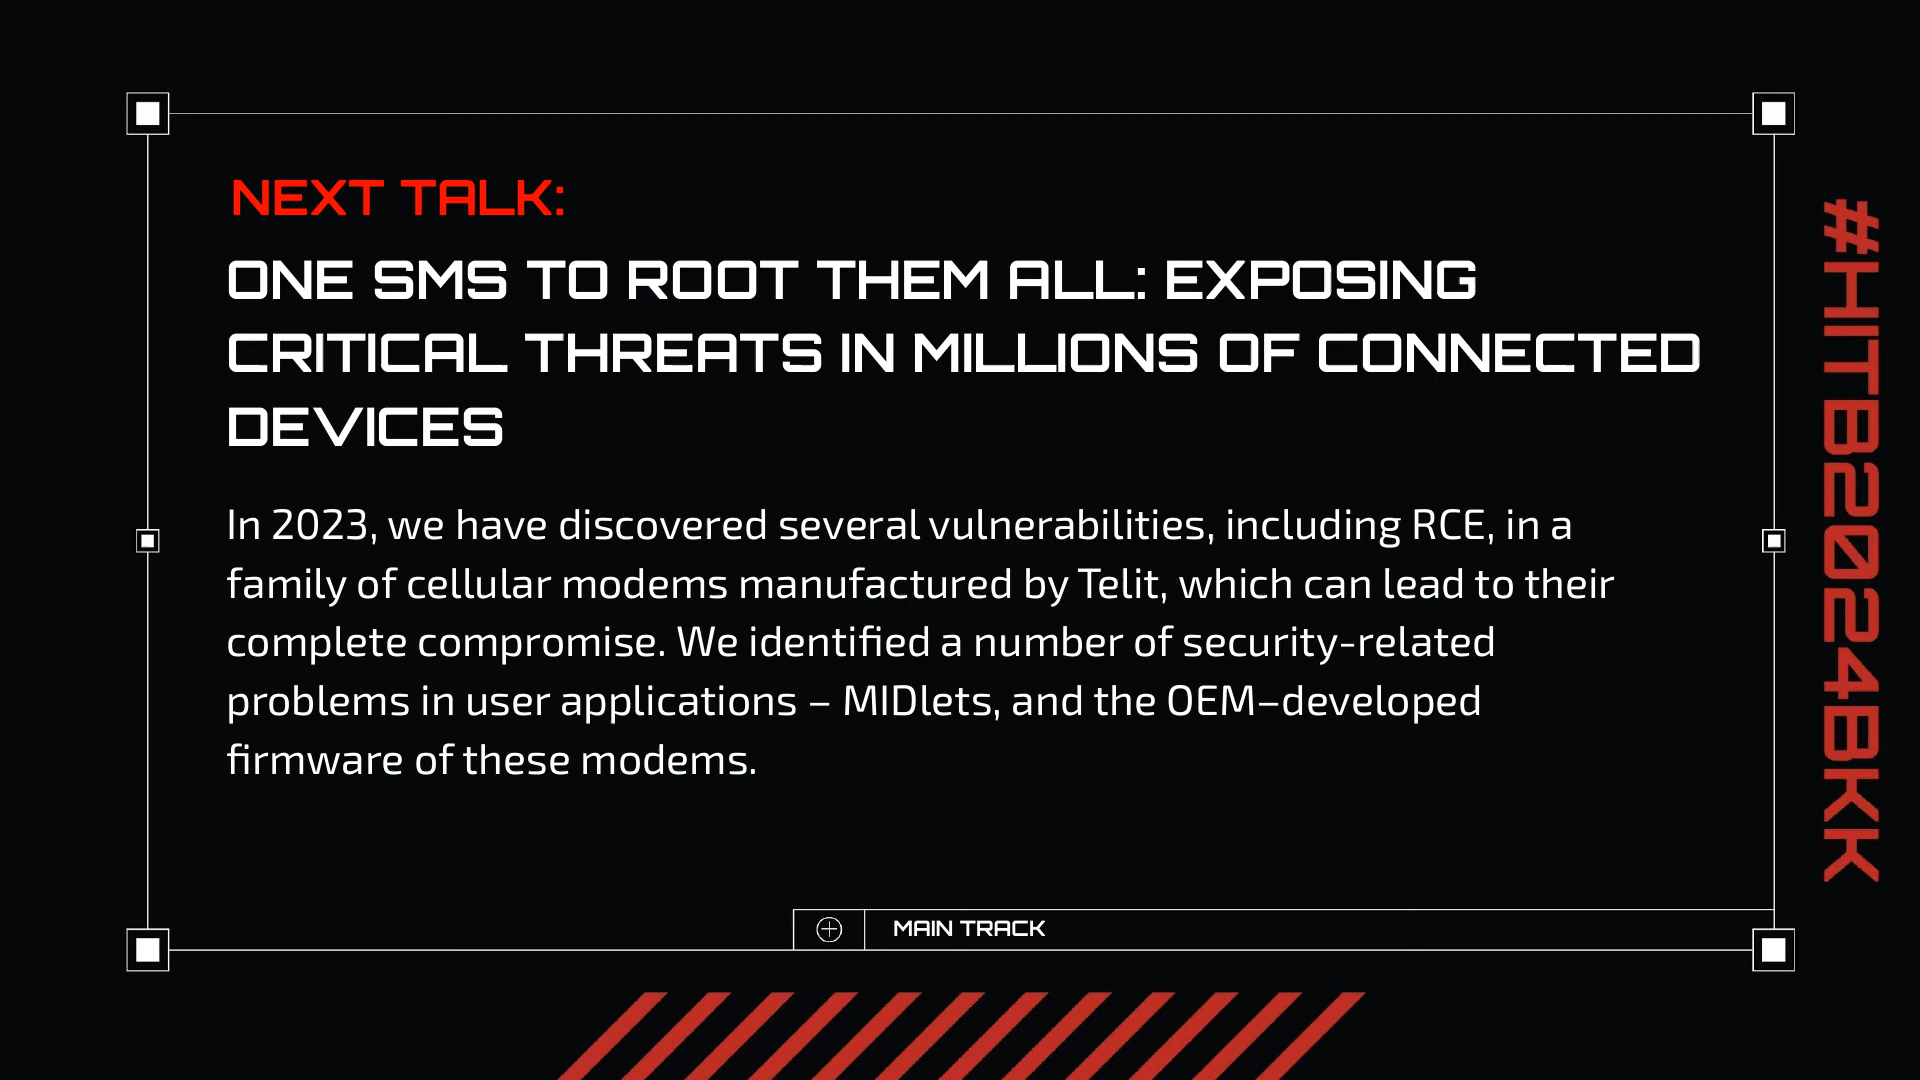 NEXT TALK:
ONE SMS TO ROOT THEM ALL: EXPOSING
CRITICAL THREATS IN MILLIONS OF CONNECTED
DEVICES
In 2023, we have discovered several vulnerabilities, including RCE, in a
family of cellular modems manufactured by Telit, which can lead to their
complete compromise. We identified a number of security-related
problems in user applications – MIDlets, and the OEM–developed
firmware of these modems.
MAIN TRACK
#HITB2024BKK